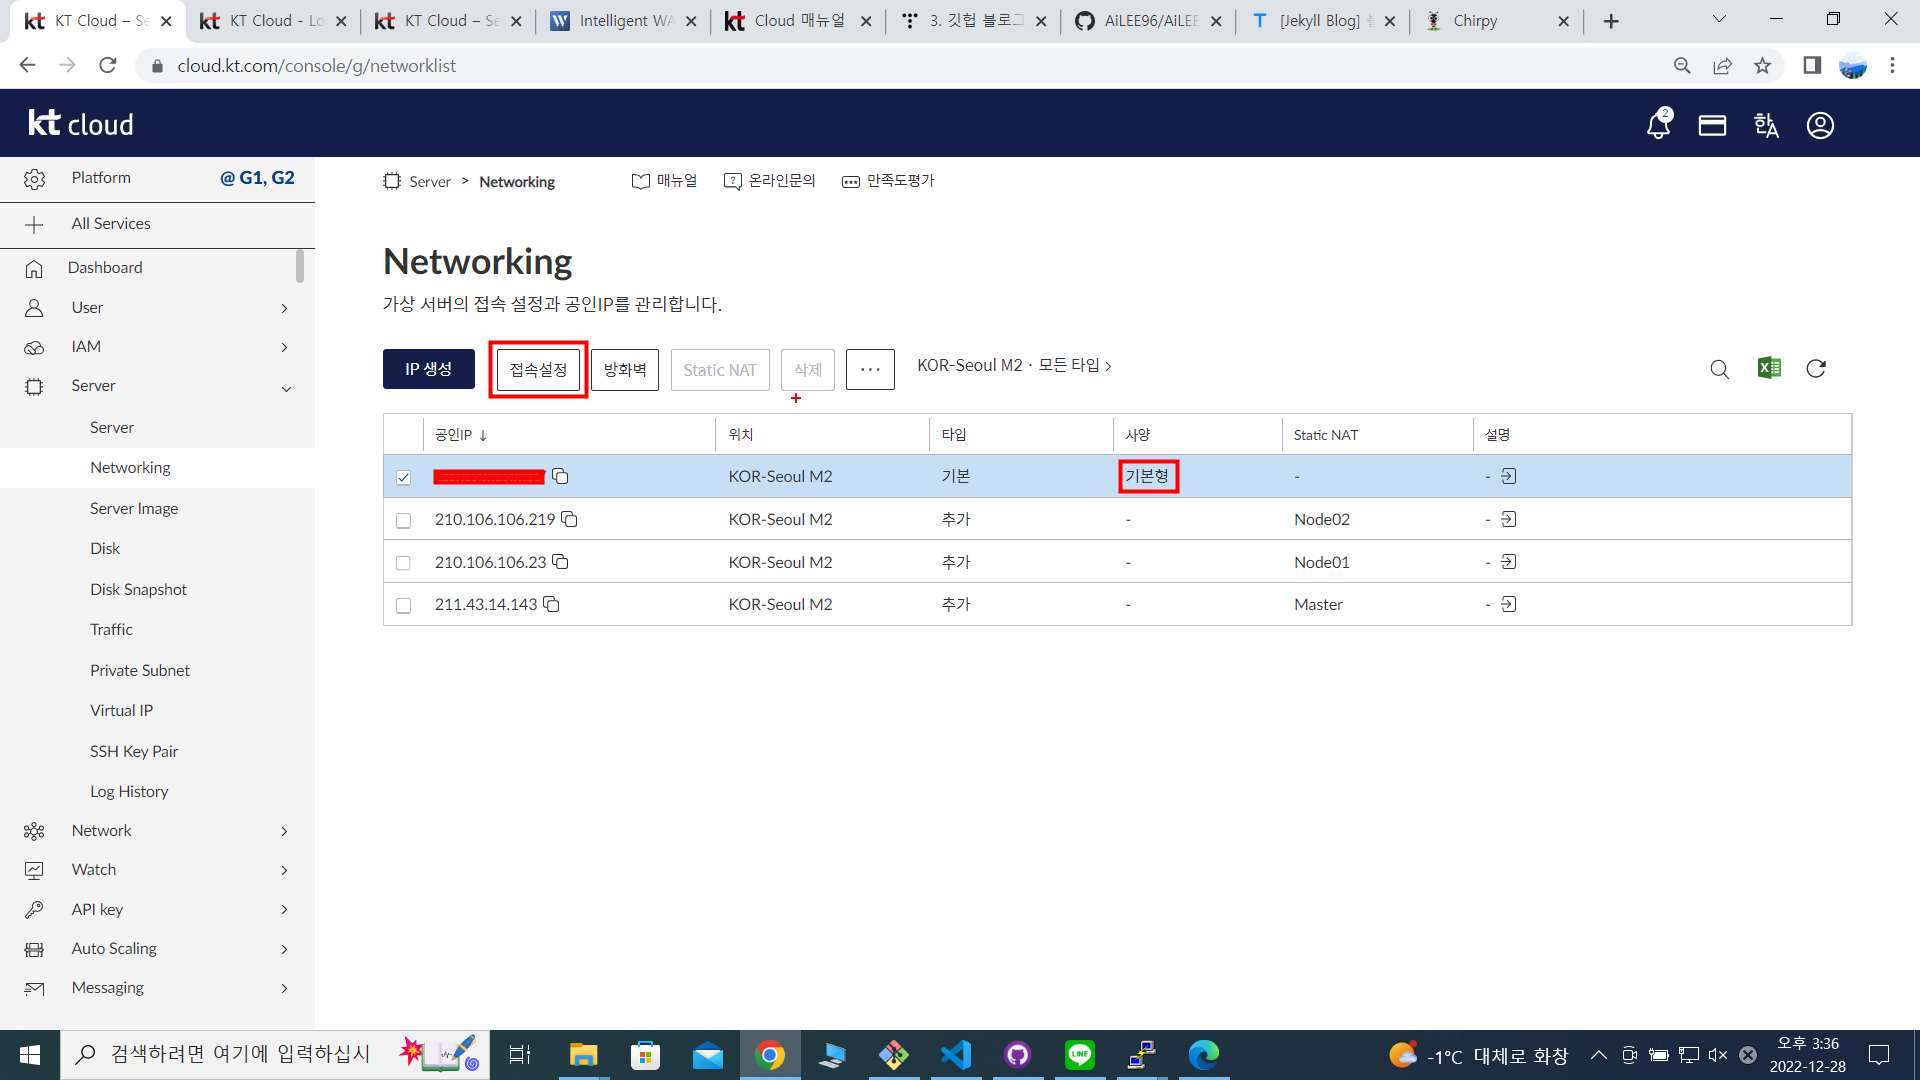 KT Cloud – Se
KT Cloud - Lo
KT Cloud – Se
Intelligent WA
Cloud 매뉴얼
3. 깃헙 블로그
AiLEE96/AiLEE
[Jekyll Blog]
Chirpy
cloud.kt.com/console/g/networklist
kt cloud
2
한A
Platform @ G1, G2
All Services
Dashboard
User
IAM
Server
Server
Networking
Server Image
Disk
Disk Snapshot
Traffic
Private Subnet
Virtual IP
SSH Key Pair
Log History
Network
Watch
API key
Auto Scaling
Messaging
Server > Networking
매뉴얼
온라인문의
만족도평가
Networking
가상 서버의 접속 설정과 공인IP를 관리합니다.
IP 생성
접속설정
방화벽
Static NAT
삭제
···
KOR-Seoul M2 · 모든 타입 >
공인IP ↓ 위치 타입 사양 Static NAT 설명
KOR-Seoul M2 기본 기본형 - -
210.106.106.219 KOR-Seoul M2 추가 - Node02 -
210.106.106.23 KOR-Seoul M2 추가 - Node01 -
211.43.14.143 KOR-Seoul M2 추가 - Master -
검색하려면 여기에 입력하십시
LINE
-1°C 대체로 화창
오후 3:36
2022-12-28